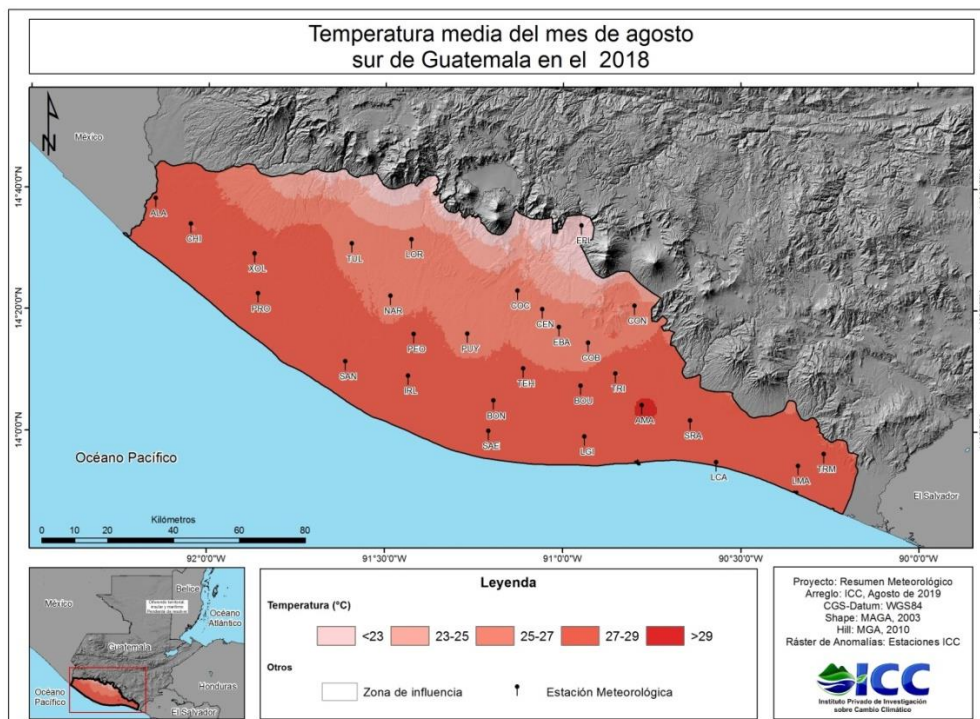 Temperatura media del mes de agosto
sur de Guatemala en el 2018
N
México
14°40'0"N
14°20'0"N
14°0'0"N
ALA
CHI
XOL
PRO
TUL
LOR
NAR
PEO
PUY
SAN
IRL
BON
SAE
CDC
CEN
EBA
COB
CON
TEH
BOU
TRI
AMA
SRA
LGI
LCA
LMA
TRM
Océano Pacífico
El Salvador
Kilómetros
0 10 20 40 60 80
92°0'0"W
91°30'0"W
91°0'0"W
90°30'0"W
90°0'0"W
México
Belice
Océano
Atlántico
Guatemala
Honduras
Océano
Pacífico
El Salvador
Leyenda
Temperatura (°C)
<23 23-25 25-27 27-29 >29
Otros
Zona de influencia Estación Meteorológica
Proyecto: Resumen Meteorológico
Arreglo: ICC, Agosto de 2019
CGS-Datum: WGS84
Shape: MAGA, 2003
Hill: MGA, 2010
Ráster de Anomalías: Estaciones ICC
ICC
Instituto Privado de Investigación
sobre Cambio Climático